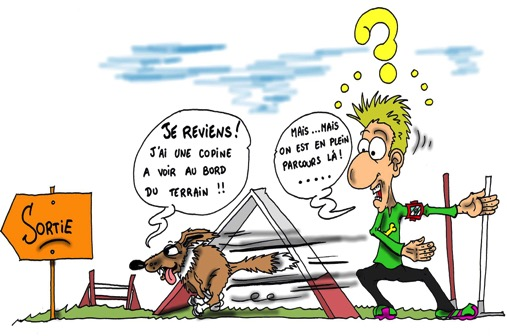 JE REVIENS!
J'AI UNE COPINE
A VOIR AU BORD
DU TERRAIN !!
MAIS...MAIS
ON EST EN PLEIN
PARCOURS LÀ!
.....
?
SORTIE